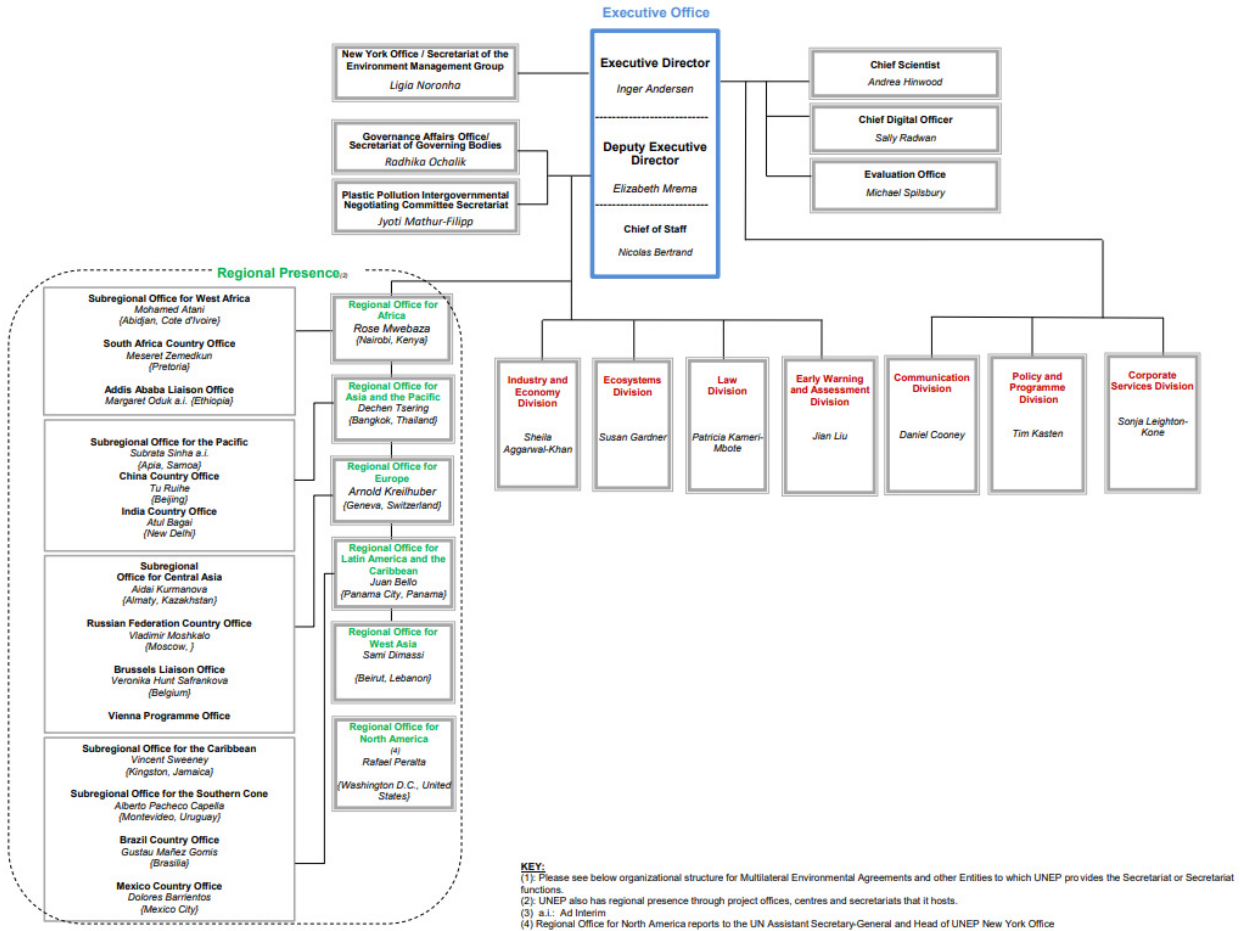 Executive Office
New York Office / Secretariat of the
Environment Management Group
Ligia Noronha
Governance Affairs Office/
Secretariat of Governing Bodies
Radhika Ochalik
Plastic Pollution Intergovernmental
Negotiating Committee Secretariat
Jyoti Mathur-Filipp
Executive Director
Inger Andersen
Deputy Executive
Director
Elizabeth Mrema
Chief of Staff
Nicolas Bertrand
Chief Scientist
Andrea Hinwood
Chief Digital Officer
Sally Radwan
Evaluation Office
Michael Spilsbury
Regional Presence(2)
Subregional Office for West Africa
Mohamed Atani
{Abidjan, Cote d'Ivoire}
South Africa Country Office
Meseret Zemedkun
{Pretoria}
Addis Ababa Liaison Office
Margaret Oduk a.i. {Ethiopia}
Subregional Office for the Pacific
Subrata Sinha a.i.
{Apia, Samoa}
China Country Office
Tu Ruihe
{Beijing}
India Country Office
Atul Bagai
{New Delhi}
Subregional
Office for Central Asia
Aidai Kurmanova
{Almaty, Kazakhstan}
Russian Federation Country Office
Vladimir Moshkalo
{Moscow, }
Brussels Liaison Office
Veronika Hunt Safrankova
{Belgium}
Vienna Programme Office
Subregional Office for the Caribbean
Vincent Sweeney
{Kingston, Jamaica}
Subregional Office for the Southern Cone
Alberto Pacheco Capella
{Montevideo, Uruguay}
Brazil Country Office
Gustau Mañez Gomis
{Brasilia}
Mexico Country Office
Dolores Barrientos
{Mexico City}
Regional Office for
Africa
Rose Mwebaza
{Nairobi, Kenya}
Regional Office for
Asia and the Pacific
Dechen Tsering
{Bangkok, Thailand}
Regional Office for
Europe
Arnold Kreilhuber
{Geneva, Switzerland}
Regional Office for
Latin America and the
Caribbean
Juan Bello
{Panama City, Panama}
Regional Office for
West Asia
Sami Dimassi
{Beirut, Lebanon}
Regional Office for
North America
(4)
Rafael Peralta
{Washington D.C., United
States}
Industry and
Economy
Division
Sheila
Aggarwal-Khan
Ecosystems
Division
Susan Gardner
Law
Division
Patricia Kameri-
Mbote
Early Warning
and Assessment
Division
Jian Liu
Communication
Division
Daniel Cooney
Policy and
Programme
Division
Tim Kasten
Corporate
Services Division
Sonja Leighton-
Kone
KEY:
(1): Please see below organizational structure for Multilateral Environmental Agreements and other Entities to which UNEP provides the Secretariat or Secretariat
functions.
(2): UNEP also has regional presence through project offices, centres and secretariats that it hosts.
(3) a.i.: Ad Interim
(4) Regional Office for North America reports to the UN Assistant Secretary-General and Head of UNEP New York Office